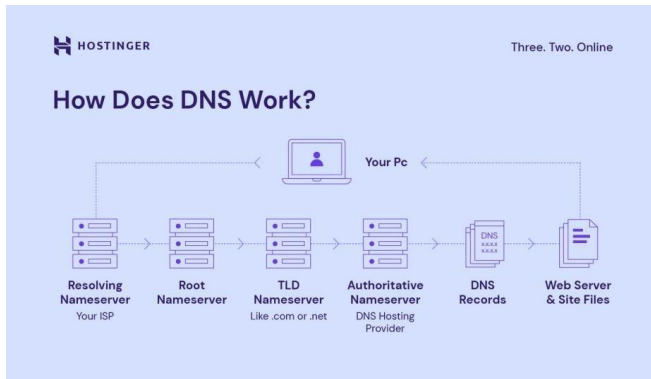 HOSTINGER
Three. Two. Online
How Does DNS Work?
Your Pc
DNS
x.x.x.x
x.x.x.x
Resolving
Nameserver
Your ISP
Root
Nameserver
TLD
Nameserver
Like .com or .net
Authoritative
Nameserver
DNS Hosting
Provider
DNS
Records
Web Server
& Site Files